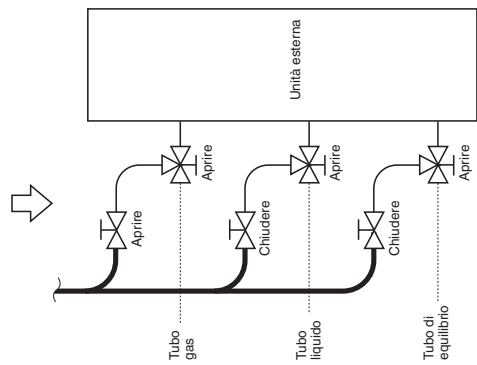 Unità esterna
Aprire
Aprire
Chiudere
Aprire
Chiudere
Aprire
Tubo
gas
Tubo
liquido
Tubo di
equilibrio